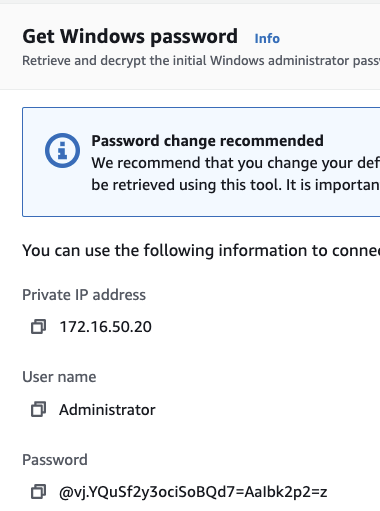 Get Windows password Info
Retrieve and decrypt the initial Windows administrator pass
Password change recommended
We recommend that you change your def
be retrieved using this tool. It is importan
You can use the following information to conne
Private IP address
172.16.50.20
User name
Administrator
Password
@vj.YQuSf2y3ociSoBQd7=AaIbk2p2=z